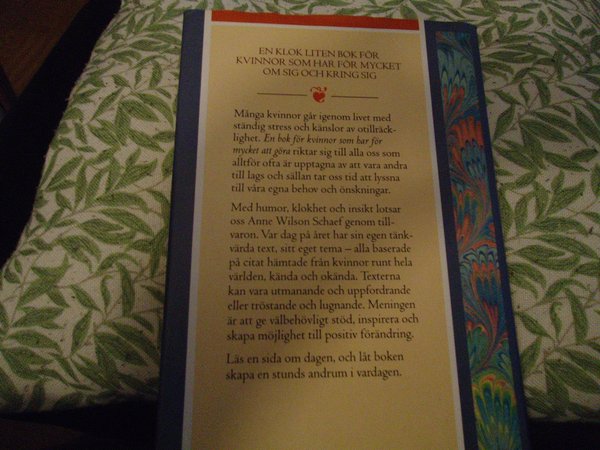 EN KLOK LITEN BOK FÖR
KVINNOR SOM HAR FÖR MYCKET
OM SIG OCH KRING SIG
Många kvinnor går igenom livet med
ständig stress och känslor av otillräck-
lighet. En bok för kvinnor som har för
mycket att göra riktar sig till alla oss som
alltför ofta är upptagna av att vara andra
till lags och sällan tar oss tid att lyssna
till våra egna behov och önskningar.
Med humor, klokhet och insikt lotsar
oss Anne Wilson Schaef genom till-
varon. Var dag på året har sin egen tänk-
värda text, sitt eget tema – alla baserade
på citat hämtade från kvinnor runt hela
världen, kända och okända. Texterna
kan vara utmanande och uppfordrande
eller tröstande och lugnande. Meningen
är att ge välbehövligt stöd, inspirera och
skapa möjlighet till positiv förändring.
Läs en sida om dagen, och låt boken
skapa en stunds andrum i vardagen.